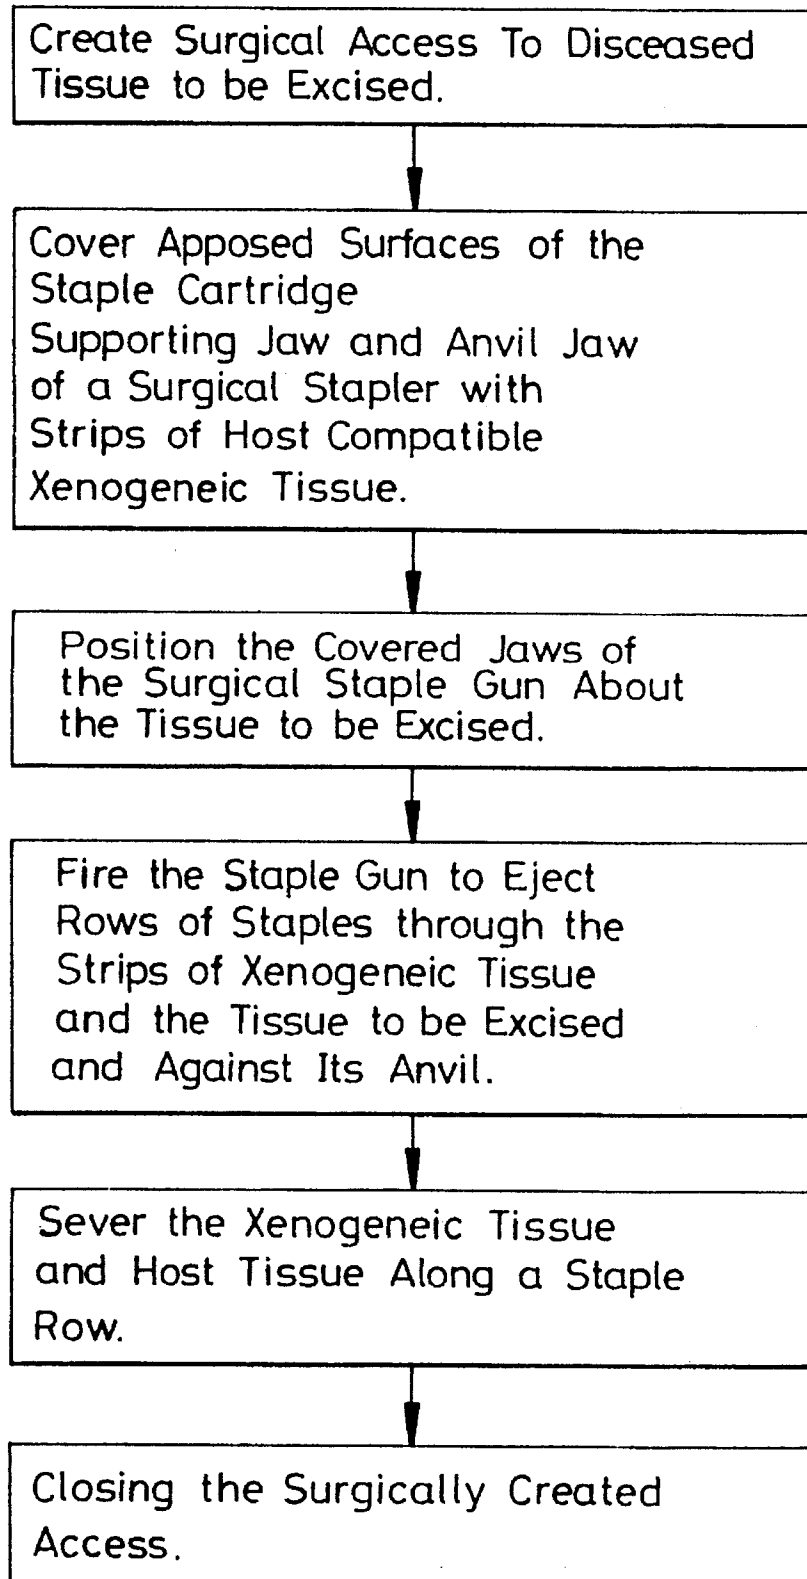 Create Surgical Access To Disceased
Tissue to be Excised.
Cover Apposed Surfaces of the
Staple Cartridge
Supporting Jaw and Anvil Jaw
of a Surgical Stapler with
Strips of Host Compatible
Xenogeneic Tissue.
Position the Covered Jaws of
the Surgical Staple Gun About
the Tissue to be Excised.
Fire the Staple Gun to Eject
Rows of Staples through the
Strips of Xenogeneic Tissue
and the Tissue to be Excised
and Against Its Anvil.
Sever the Xenogeneic Tissue
and Host Tissue Along a Staple
Row.
Closing the Surgically Created
Access.